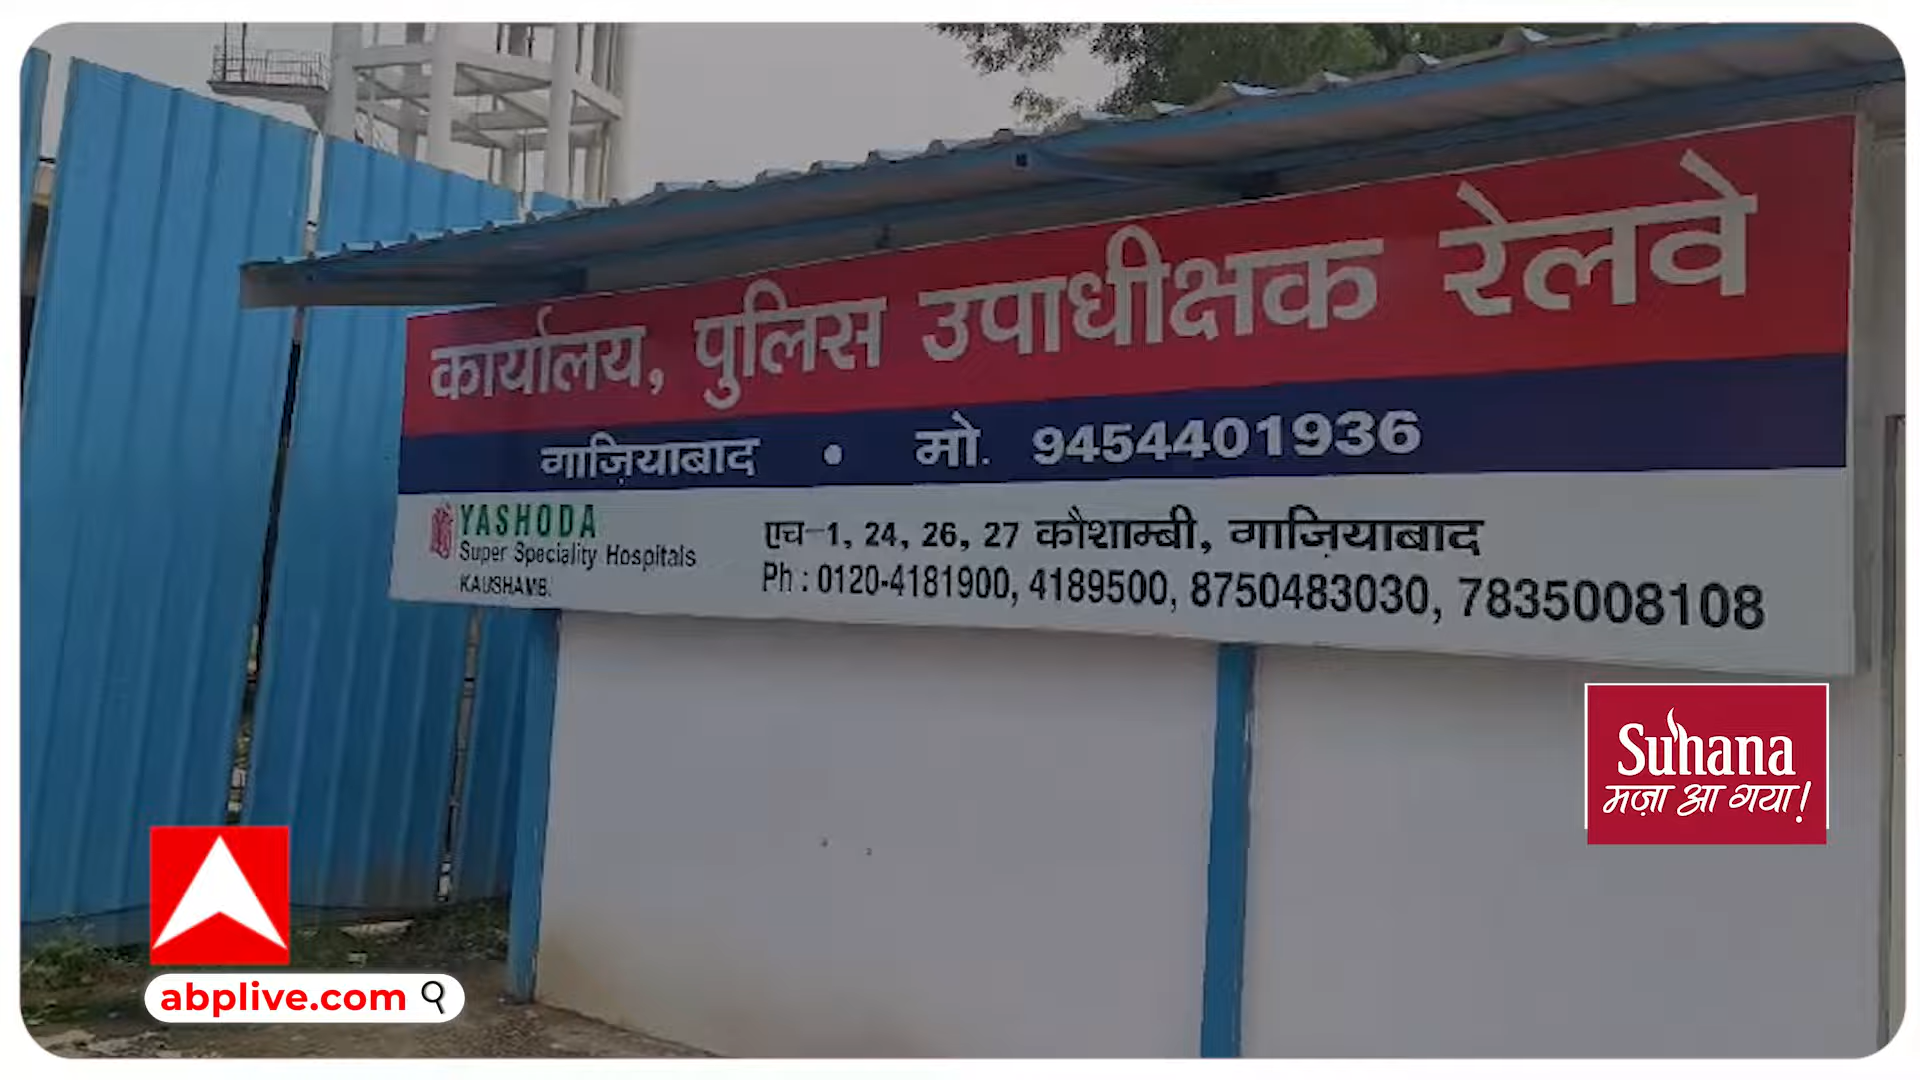 कार्यालय, पुलिस उपाधीक्षक रेलवे
गाज़ियाबाद • मो. 9454401936
YASHODA
Super Speciality Hospitals
KAUSHAMBI
एच-1, 24, 26, 27 कौशाम्बी, गाज़ियाबाद
Ph : 0120-4181900, 4189500, 8750483030, 7835008108
Suhana
मज़ा आ गया!
abplive.com